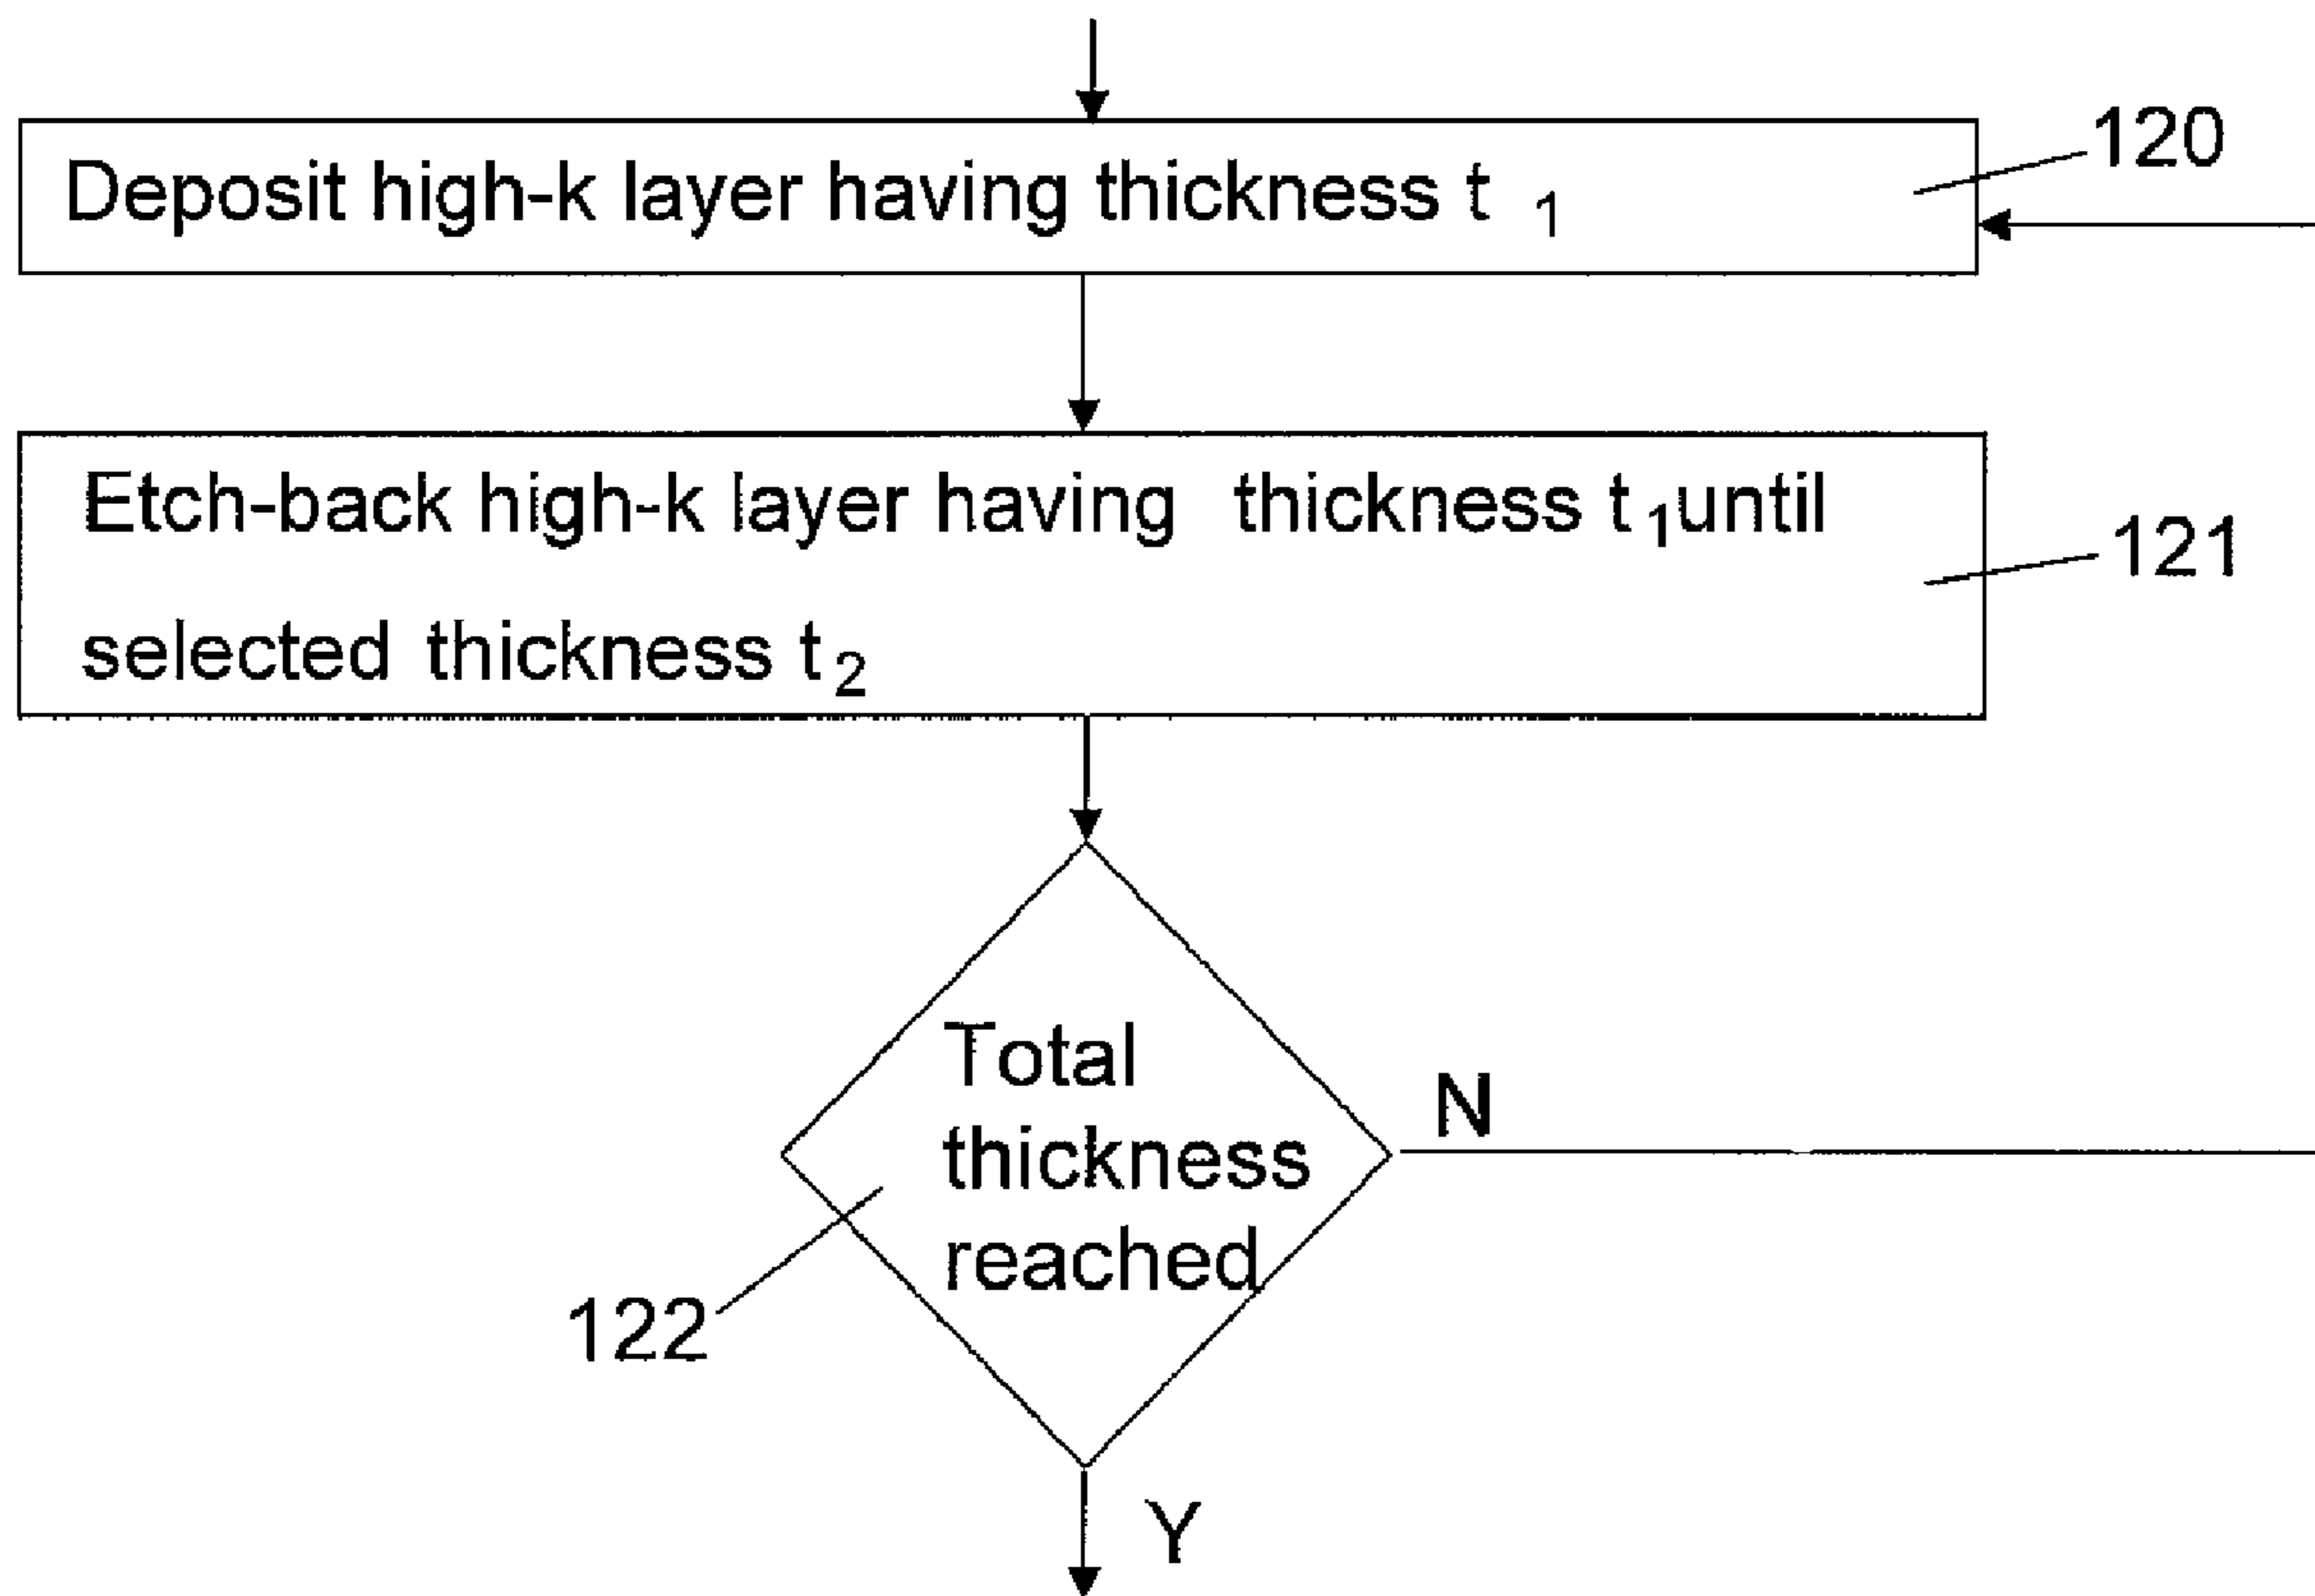 Deposit high-k layer having thickness t 1
120
Etch-back high-k layer having thickness t 1 until
121
selected thickness t 2
Total
thickness
reached
N
122
Y